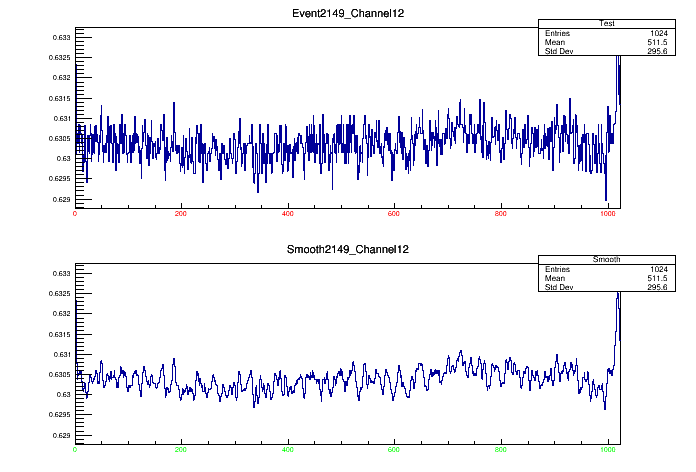 Event2149_Channel12
Test
Entries 1024
Mean 511.5
Std Dev 295.6
0.633
0.6325
0.632
0.6315
0.631
0.6305
0.63
0.6295
0.629
0 200 400 600 800 1000
Smooth2149_Channel12
Smooth
Entries 1024
Mean 511.5
Std Dev 295.6
0.633
0.6325
0.632
0.6315
0.631
0.6305
0.63
0.6295
0.629
0 200 400 600 800 1000